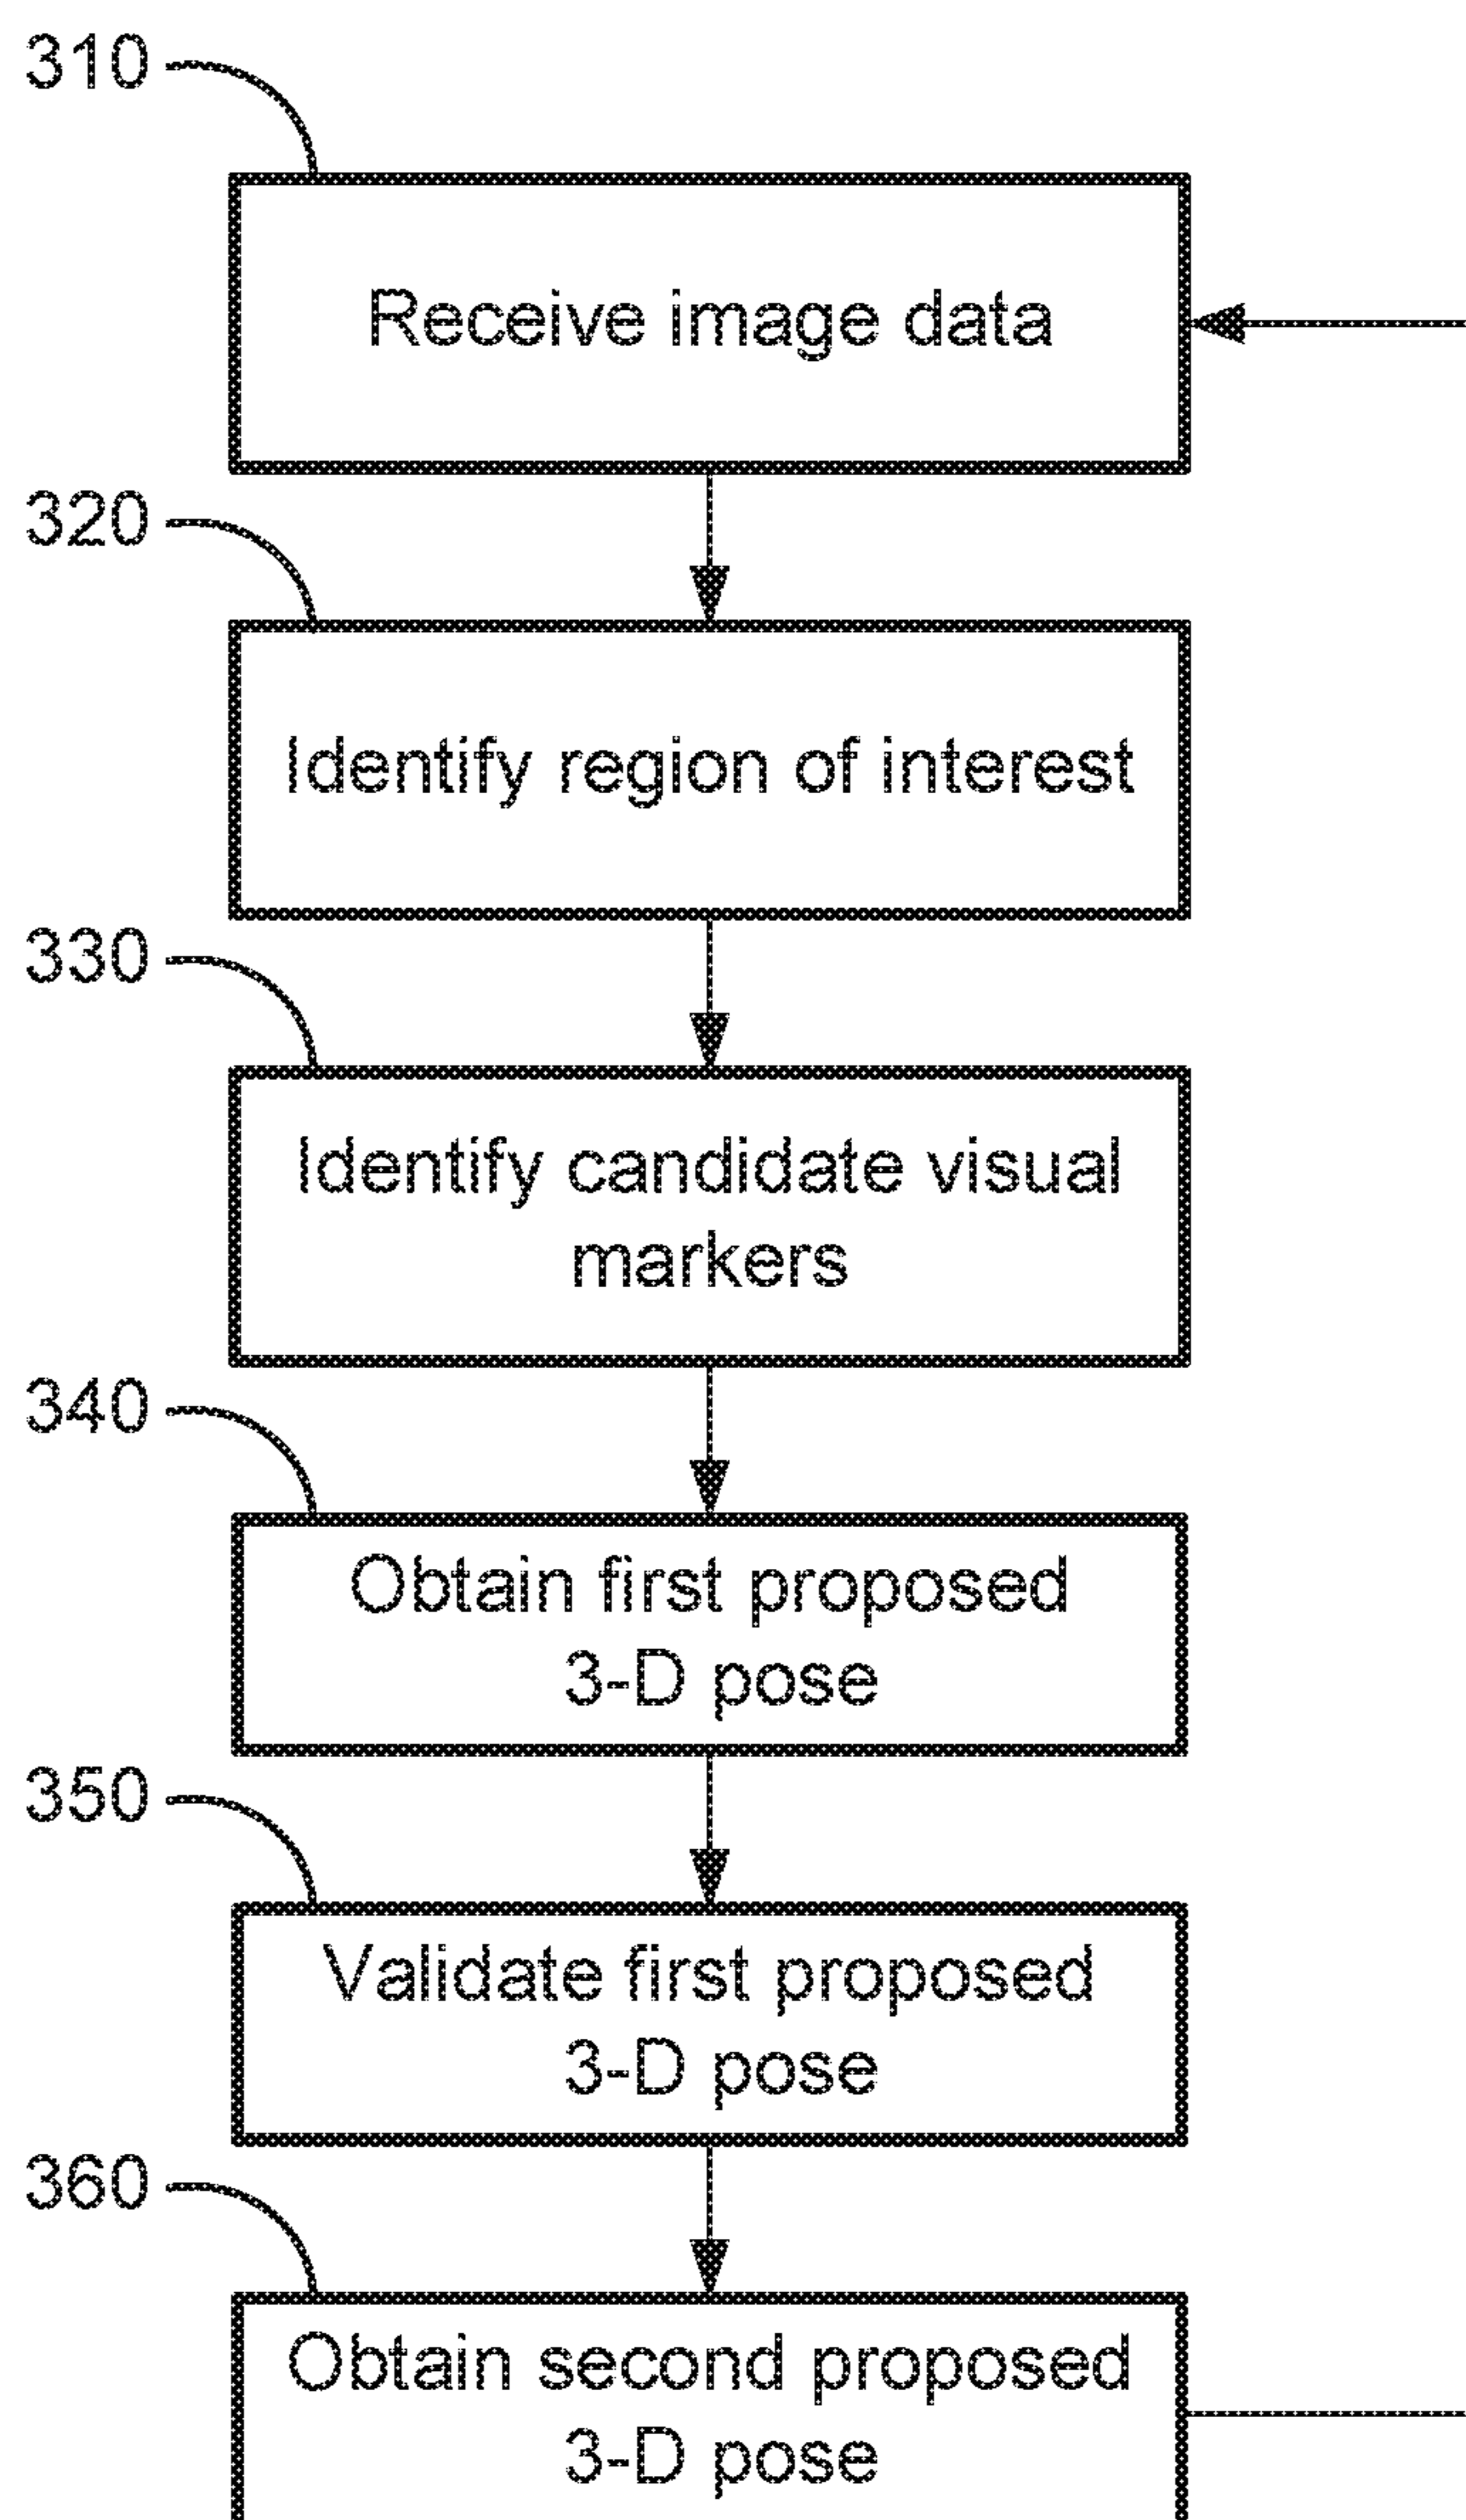 310
Receive image data
320
Identify region of interest
330
Identify candidate visual
markers
340
Obtain first proposed
3-D pose
350
Validate first proposed
3-D pose
360
Obtain second proposed
3-D pose